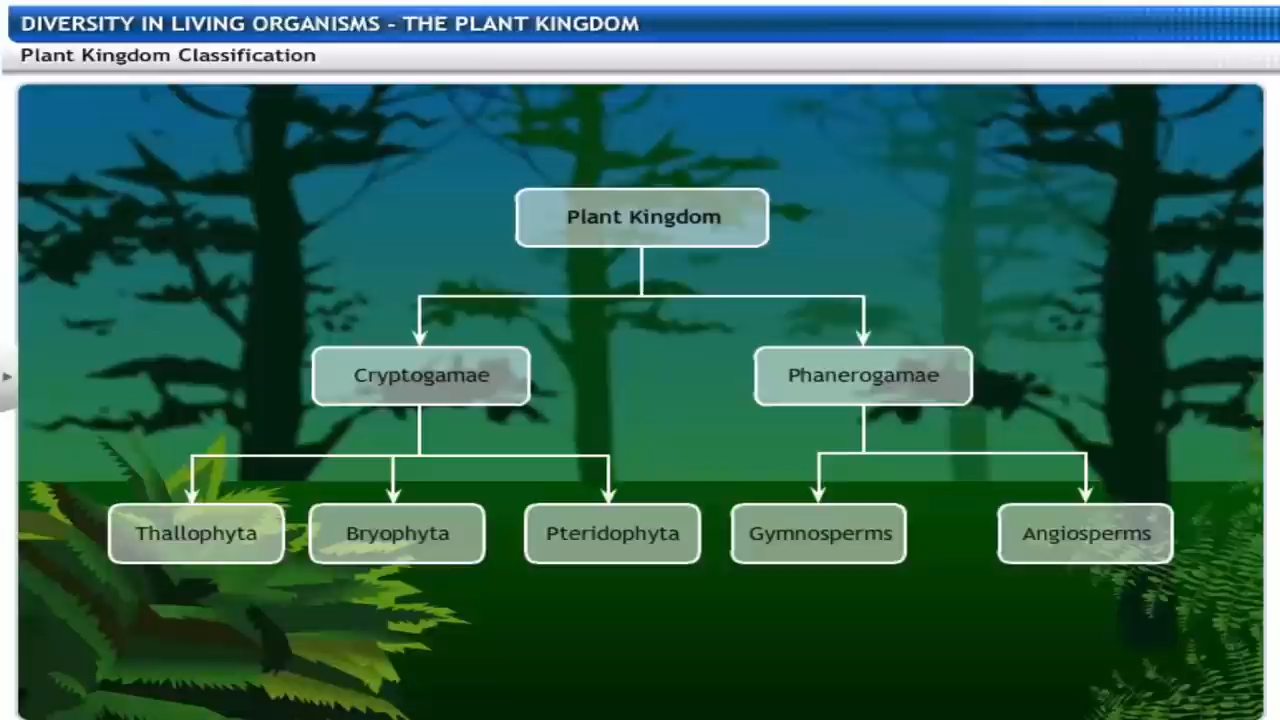 DIVERSITY IN LIVING ORGANISMS - THE PLANT KINGDOM
Plant Kingdom Classification
Plant Kingdom
Cryptogamae
Phanerogamae
Thallophyta
Bryophyta
Pteridophyta
Gymnosperms
Angiosperms